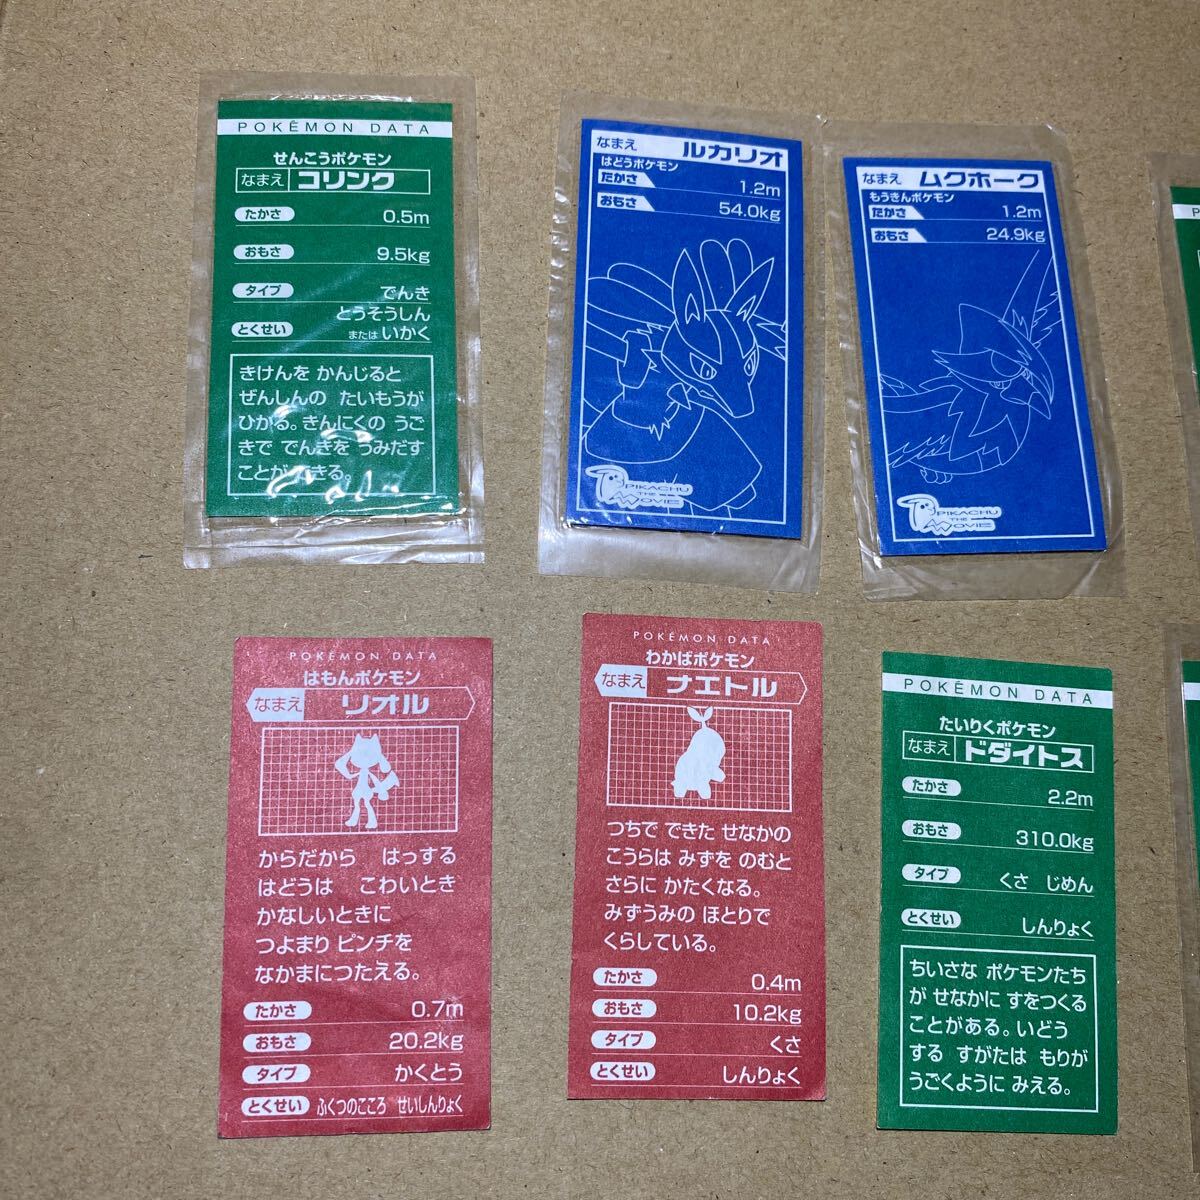 POKÉMON DATA
せんこうポケモン
なまえ コリンク
たかさ 0.5m
おもさ 9.5kg
タイプ でんき
とくせい とうそうしん
または いかく
きけんを かんじると
ぜんしんの たいもうが
ひかる。きんにくの うご
きで でんきを うみだす
ことが できる。
なまえ ルカリオ
はどうポケモン
たかさ 1.2m
おもさ 54.0kg
PIKACHU
THE
MOVIE
なまえ ムクホーク
もうきんポケモン
たかさ 1.2m
おもさ 24.9kg
PIKACHU
THE
MOVIE
POKÉMON DATA
はもんポケモン
なまえ リオル
からだから はっする
はどうは こわいとき
かなしいときに
つよまり ピンチを
なかまにつたえる。
たかさ 0.7m
おもさ 20.2kg
タイプ かくとう
とくせい ふくつのこころ せいしんりょく
POKÉMON DATA
わかばポケモン
なまえ ナエトル
つちで できた せなかの
こうらは みずを のむと
さらに かたくなる。
みずうみの ほとりで
くらしている。
たかさ 0.4m
おもさ 10.2kg
タイプ くさ
とくせい しんりょく
POKÉMON DATA
たいりくポケモン
なまえ ドダイトス
たかさ 2.2m
おもさ 310.0kg
タイプ くさ じめん
とくせい しんりょく
ちいさな ポケモンたち
が せなかに すをつくる
ことがある。いどう
する すがたは もりが
うごくように みえる。